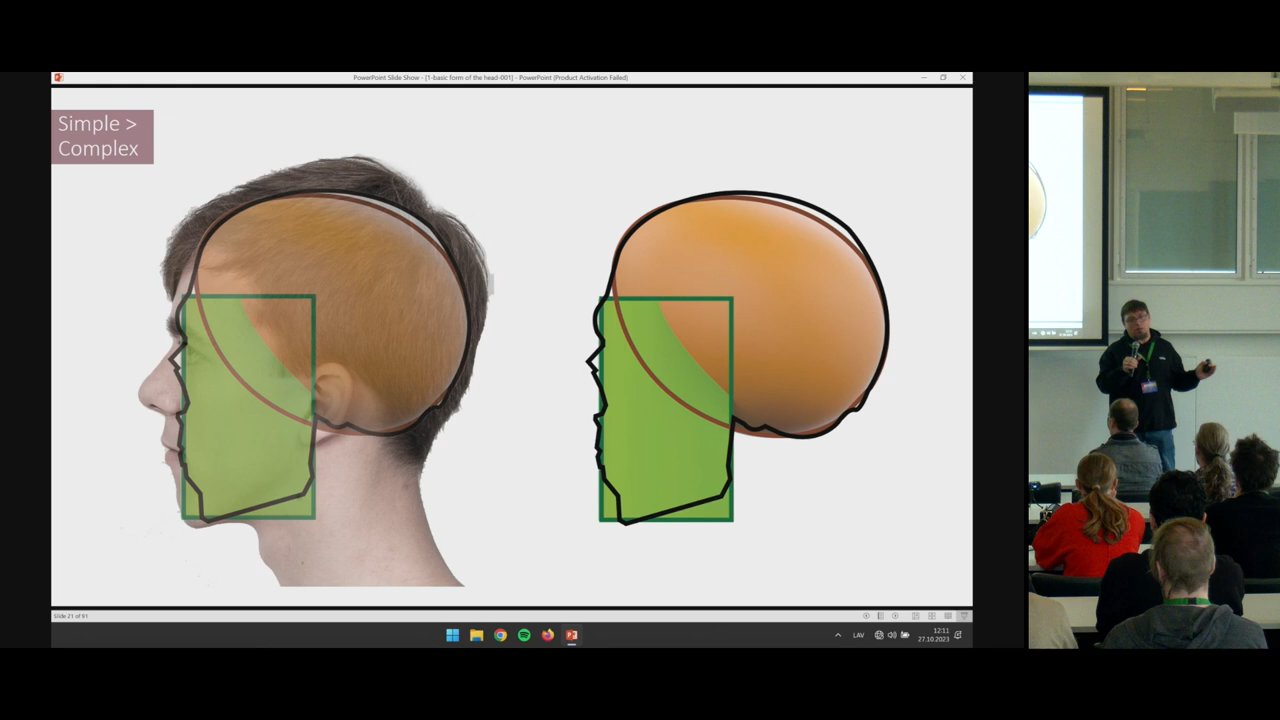 PowerPoint Slide Show - [1-basic form of the head-001] - PowerPoint (Product Activation Failed)
Simple >
Complex
Slide 21 of 91
LAV
12:11
27.10.2023